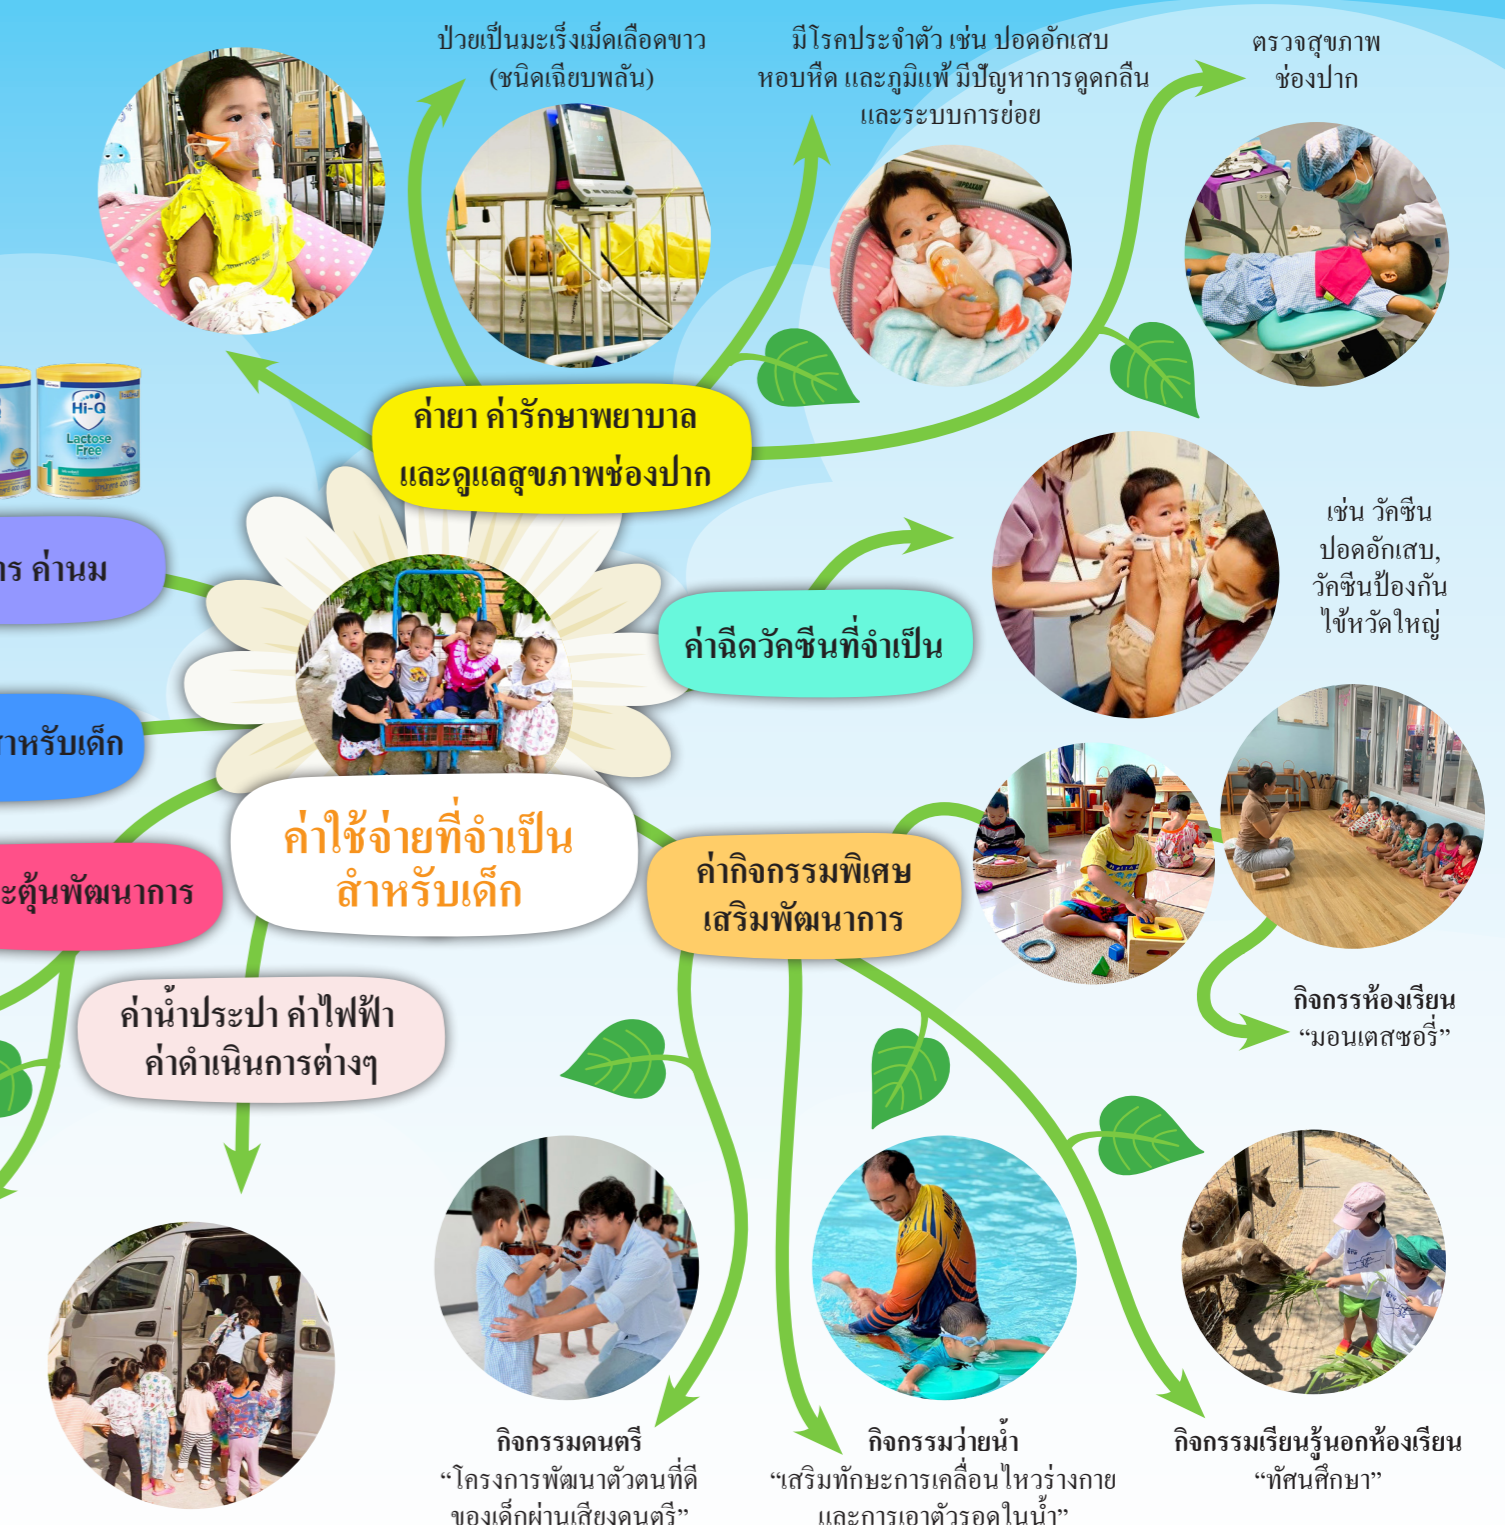 ป่วยเป็นมะเร็งเม็ดเลือดขาว
(ชนิดเฉียบพลัน)
มีโรคประจำตัว เช่น ปอดอักเสบ
หอบหืด และภูมิแพ้ มีปัญหาการดูดกลืน
และระบบการย่อย
ตรวจสุขภาพ
ช่องปาก
ค่ายา ค่ารักษาพยาบาล
และดูแลสุขภาพช่องปาก
Hi-Q
Lactose
Free
1
าร ค่านม
ค่าฉีดวัคซีนที่จำเป็น
เช่น วัคซีน
ปอดอักเสบ,
วัคซีนป้องกัน
ไข้หวัดใหญ่
าหรับเด็ก
ค่าใช้จ่ายที่จำเป็น
สำหรับเด็ก
ะตุ้นพัฒนาการ
ค่ากิจกรรมพิเศษ
เสริมพัฒนาการ
กิจกรรห้องเรียน
“มอนเตสซอรี่”
ค่าน้ำประปา ค่าไฟฟ้า
ค่าดำเนินการต่างๆ
กิจกรรมดนตรี
“โครงการพัฒนาตัวตนที่ดี
ของเด็กผ่านเสียงดนตรี”
กิจกรรมว่ายน้ำ
“เสริมทักษะการเคลื่อนไหวร่างกาย
และการเอาตัวรอดในน้ำ”
กิจกรรมเรียนรู้นอกห้องเรียน
“ทัศนศึกษา”